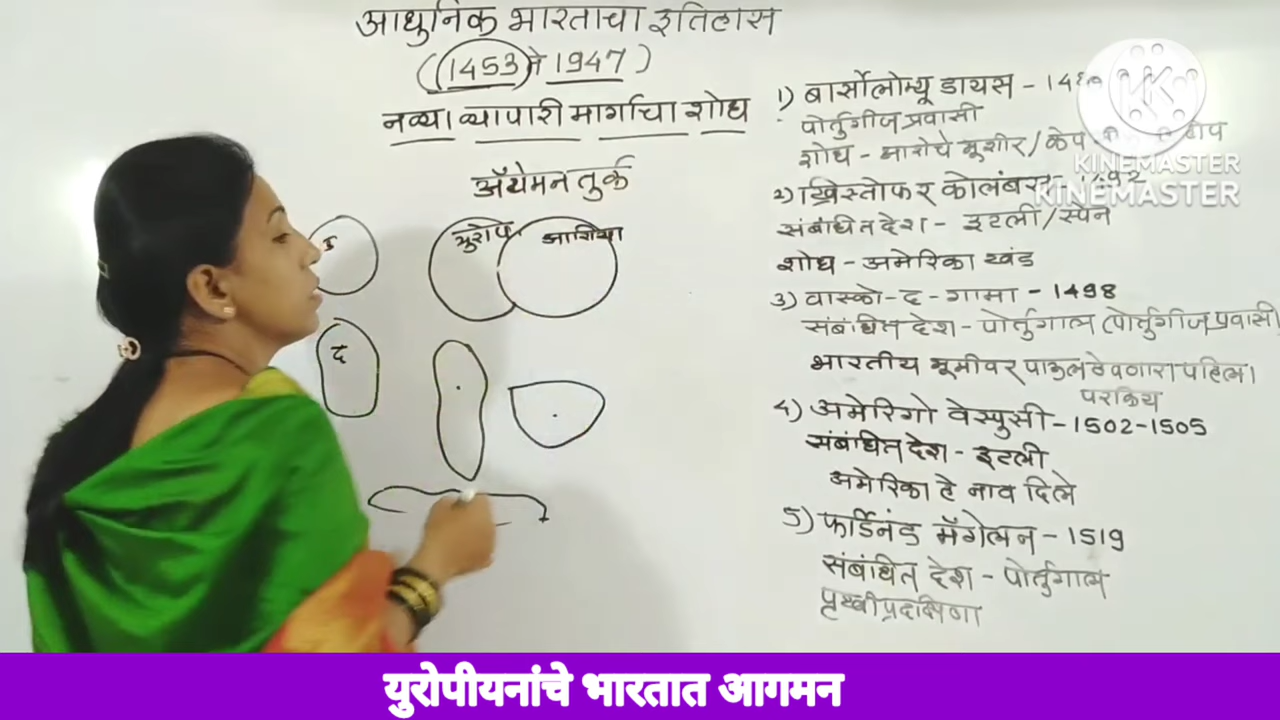 आधुनिक भारताचा इतिहास
(1453 ते 1947)
नव्या व्यापारी मार्गाचा शोध
ऑथेमन तुर्क
युरोप आशिया
उ
द
1) बार्सोलोम्यू डायस -
पोर्तुगीज प्रवासी
शोध -
2) ख्रिस्तोफर कोलंबस - 1492
संबंधित देश - इटली/स्पेन
शोध - अमेरिका खंड
3) वास्को-द-गामा - 1498
संबंधित देश - पोर्तुगाल (पोर्तुगीज प्रवासी)
भारतीय भूमीवर पाऊल ठेवणारा पहिला
परकिय
4) अमेरिगो वेस्पुसी - 1502-1505
संबंधित देश - इटली
अमेरिका हे नाव दिले
5) फर्डिनंड मॅगेलन - 1519
संबंधित देश - पोर्तुगाल
पृथ्वीप्रदक्षिणा
KINEMASTER
KINEMASTER
युरोपीयनांचे भारतात आगमन